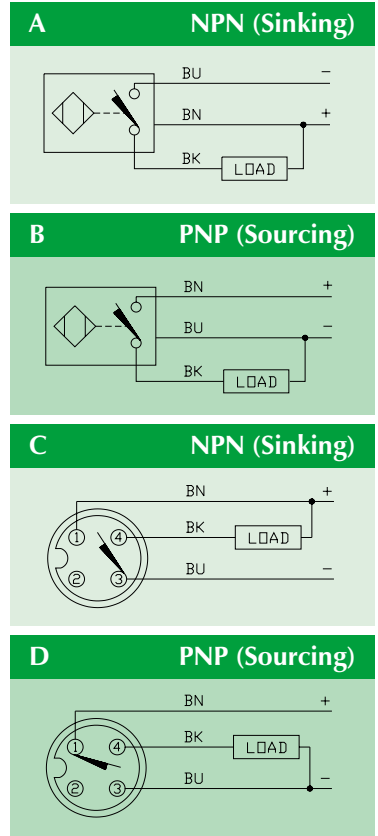 A NPN (Sinking)
BU −
BN +
BK LOAD
B PNP (Sourcing)
BN +
BU −
BK LOAD
C NPN (Sinking)
BN +
1 4 BK LOAD
2 3 BU −
D PNP (Sourcing)
BN +
1 4 BK LOAD
2 3 BU −